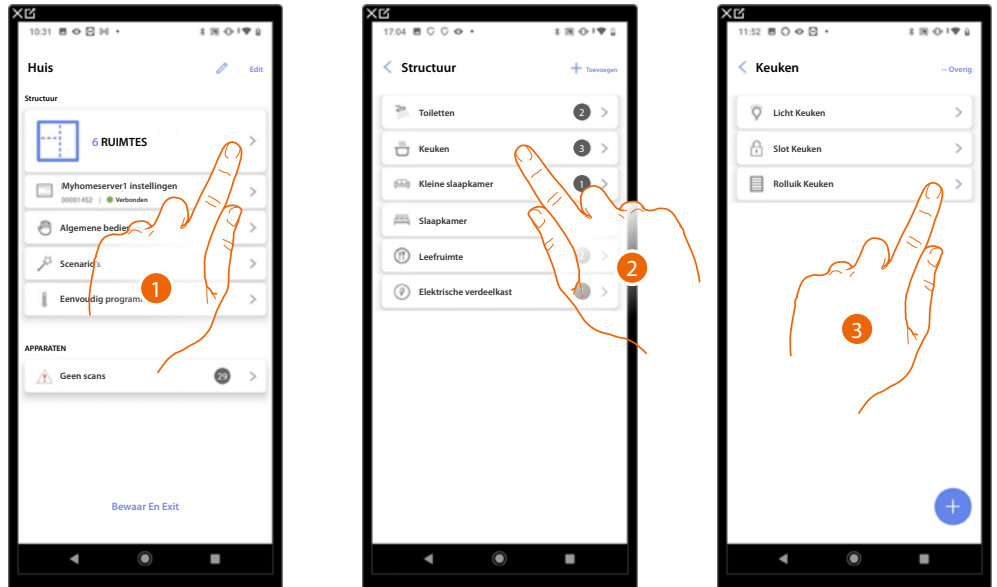 10:31
Huis
Edit
Structuur
6 RUIMTES
Myhomeserver1 instellingen
00001452 | Verbonden
Algemene bedien
Scenario's
Eenvoudig program
1
APPARATEN
Geen scans
29
Bewaar En Exit
17:04
Structuur
Toevoegen
Toiletten
2
Keuken
3
Kleine slaapkamer
1
Slaapkamer
Leefruimte
2
Elektrische verdeelkast
2
11:52
Keuken
-- Overig
Licht Keuken
Slot Keuken
Rolluik Keuken
3